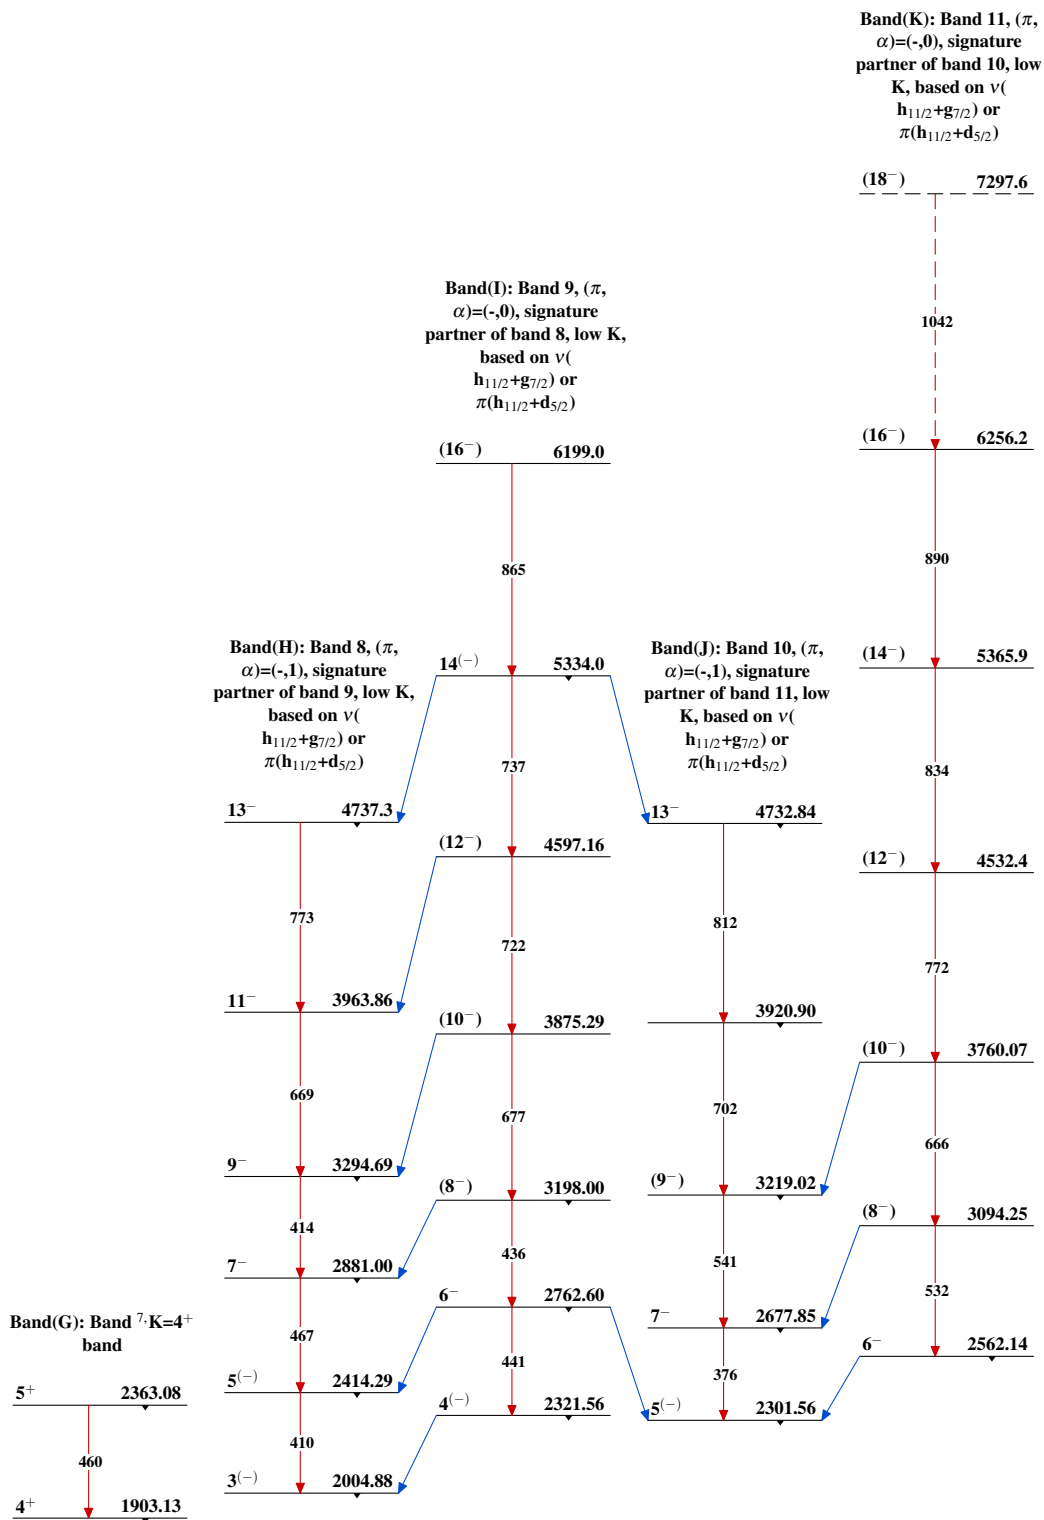 Band(K): Band 11, (π,
α)=(-,0), signature
partner of band 10, low
K, based on ν(
h11/2+g7/2) or
π(h11/2+d5/2)
(18⁻) 7297.6
1042
(16⁻) 6256.2
890
(14⁻) 5365.9
834
(12⁻) 4532.4
772
(10⁻) 3760.07
666
(8⁻) 3094.25
532
6⁻ 2562.14
Band(I): Band 9, (π,
α)=(-,0), signature
partner of band 8, low K,
based on ν(
h11/2+g7/2) or
π(h11/2+d5/2)
(16⁻) 6199.0
865
14⁽⁻⁾ 5334.0
737
(12⁻) 4597.16
722
(10⁻) 3875.29
677
(8⁻) 3198.00
436
6⁻ 2762.60
441
4⁽⁻⁾ 2321.56
Band(H): Band 8, (π,
α)=(-,1), signature
partner of band 9, low K,
based on ν(
h11/2+g7/2) or
π(h11/2+d5/2)
13⁻ 4737.3
773
11⁻ 3963.86
669
9⁻ 3294.69
414
7⁻ 2881.00
467
5⁽⁻⁾ 2414.29
410
3⁽⁻⁾ 2004.88
Band(J): Band 10, (π,
α)=(-,1), signature
partner of band 11, low
K, based on ν(
h11/2+g7/2) or
π(h11/2+d5/2)
13⁻ 4732.84
812
3920.90
702
(9⁻) 3219.02
541
7⁻ 2677.85
376
5⁽⁻⁾ 2301.56
Band(G): Band ⁷·K=4⁺
band
5⁺ 2363.08
460
4⁺ 1903.13